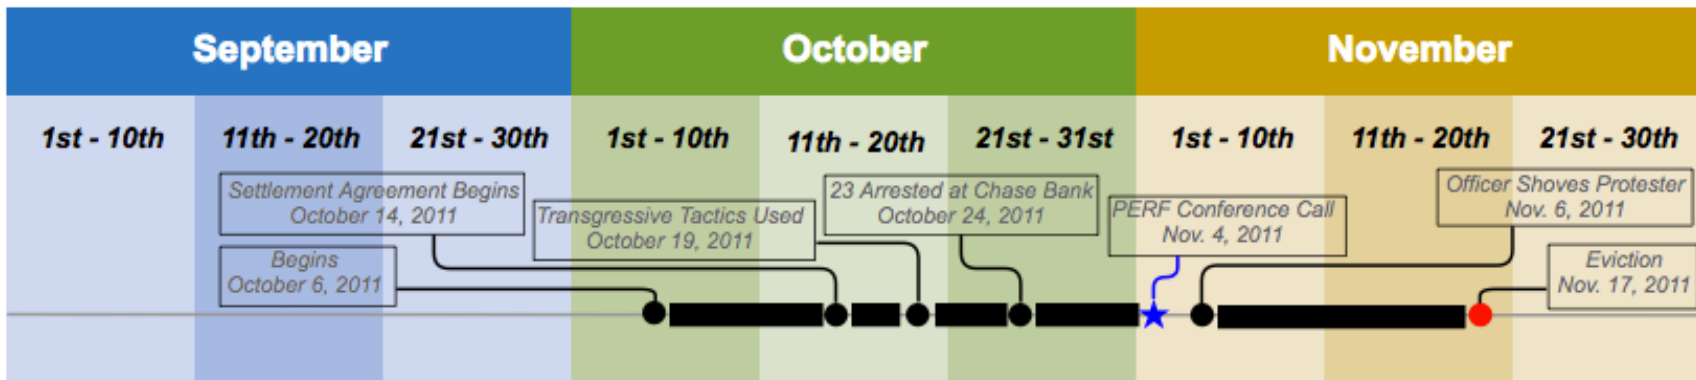 September
October
November
1st - 10th
11th - 20th
21st - 30th
1st - 10th
11th - 20th
21st - 31st
1st - 10th
11th - 20th
21st - 30th
Settlement Agreement Begins
October 14, 2011
Begins
October 6, 2011
Transgressive Tactics Used
October 19, 2011
23 Arrested at Chase Bank
October 24, 2011
PERF Conference Call
Nov. 4, 2011
Officer Shoves Protester
Nov. 6, 2011
Eviction
Nov. 17, 2011